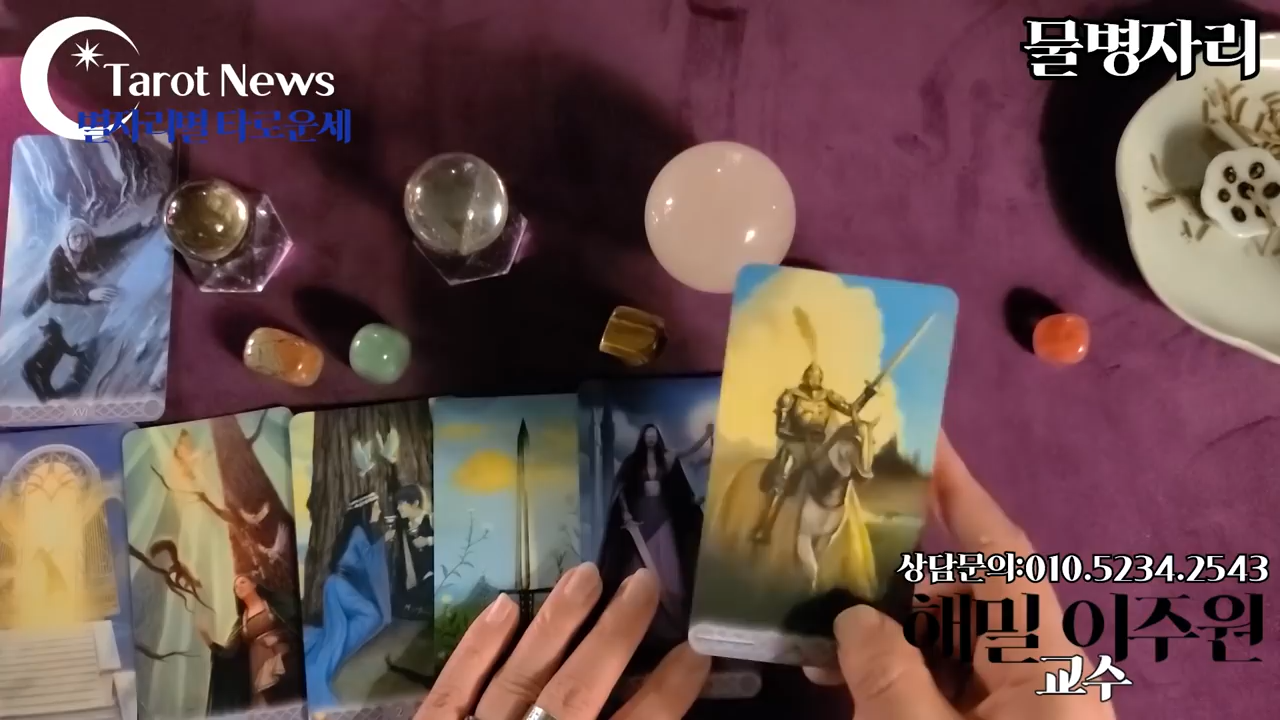 Tarot News
별자리별 타로운세
물병자리
XVI
상담문의:010.5234.2543
해밀 이주원
교수